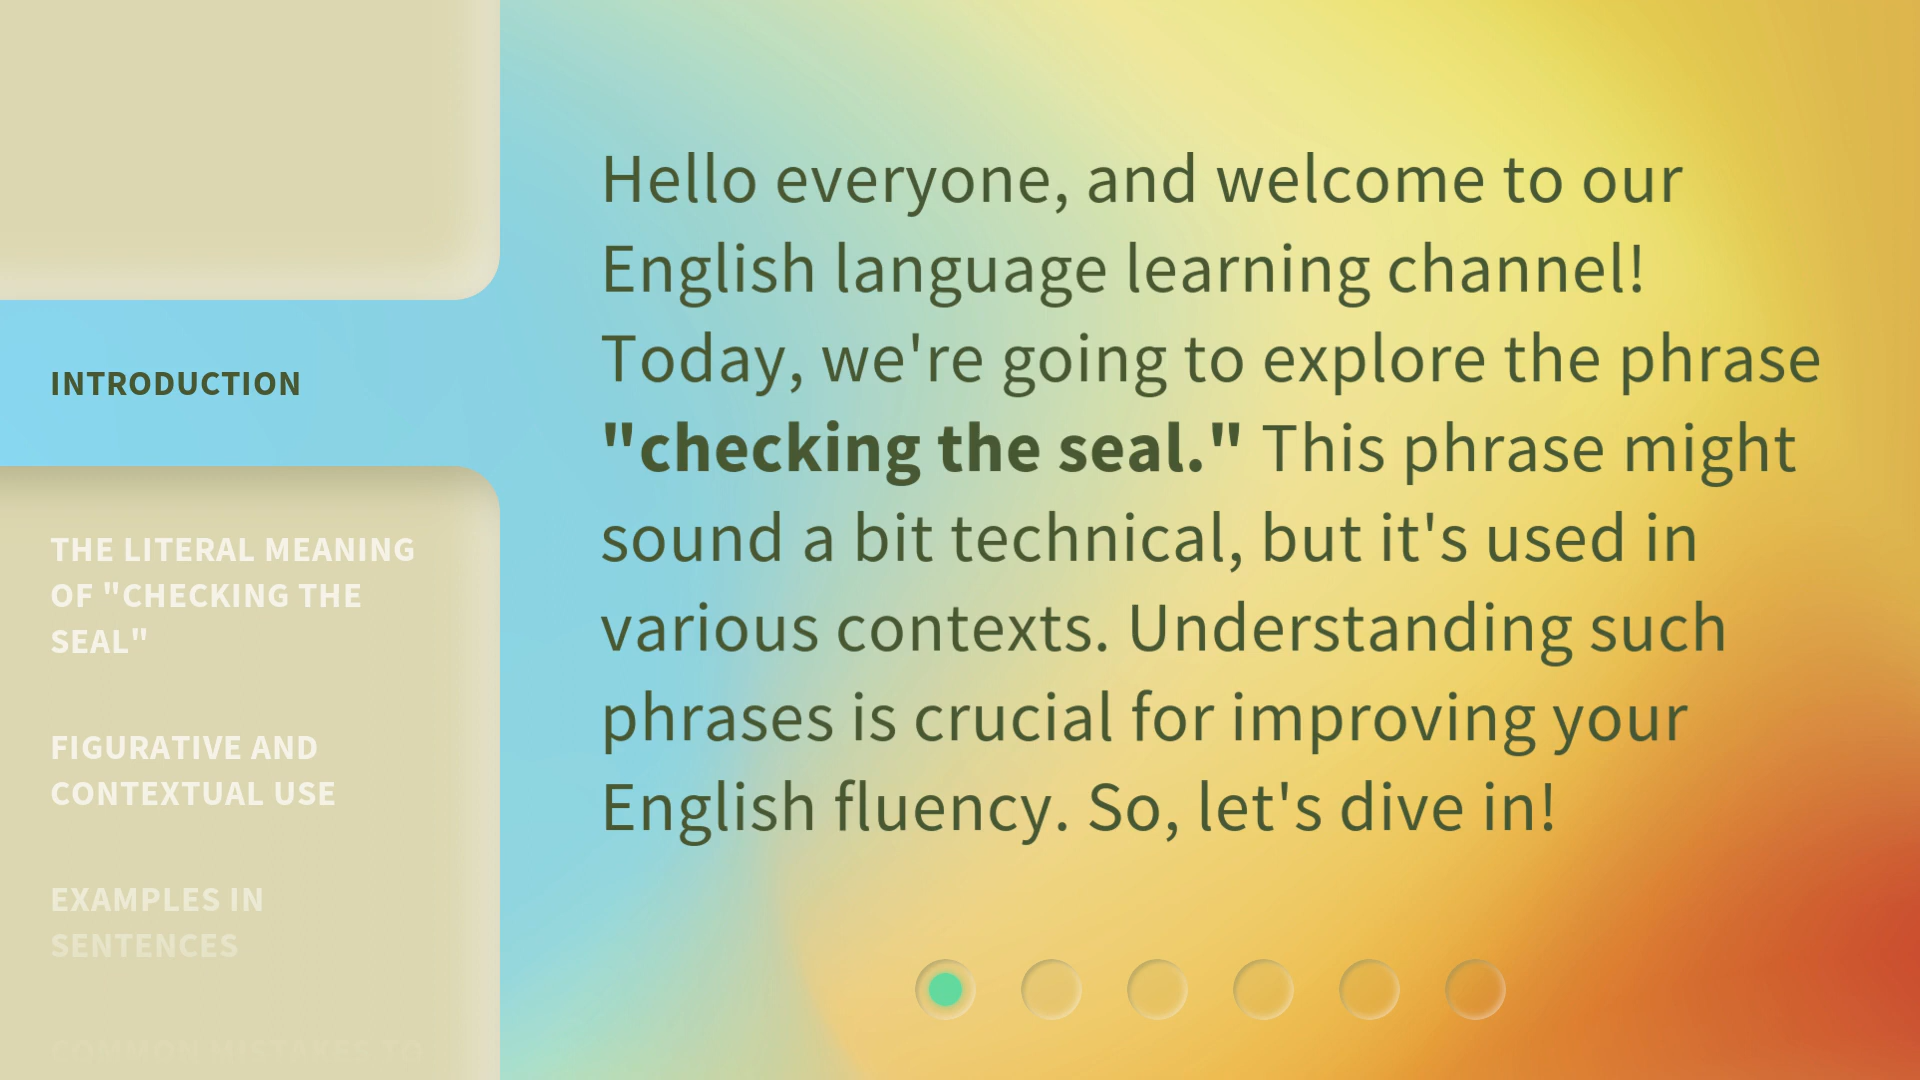 INTRODUCTION
THE LITERAL MEANING
OF "CHECKING THE
SEAL"
FIGURATIVE AND
CONTEXTUAL USE
EXAMPLES IN
SENTENCES
COMMON MISTAKES TO
Hello everyone, and welcome to our
English language learning channel!
Today, we're going to explore the phrase
"checking the seal." This phrase might
sound a bit technical, but it's used in
various contexts. Understanding such
phrases is crucial for improving your
English fluency. So, let's dive in!